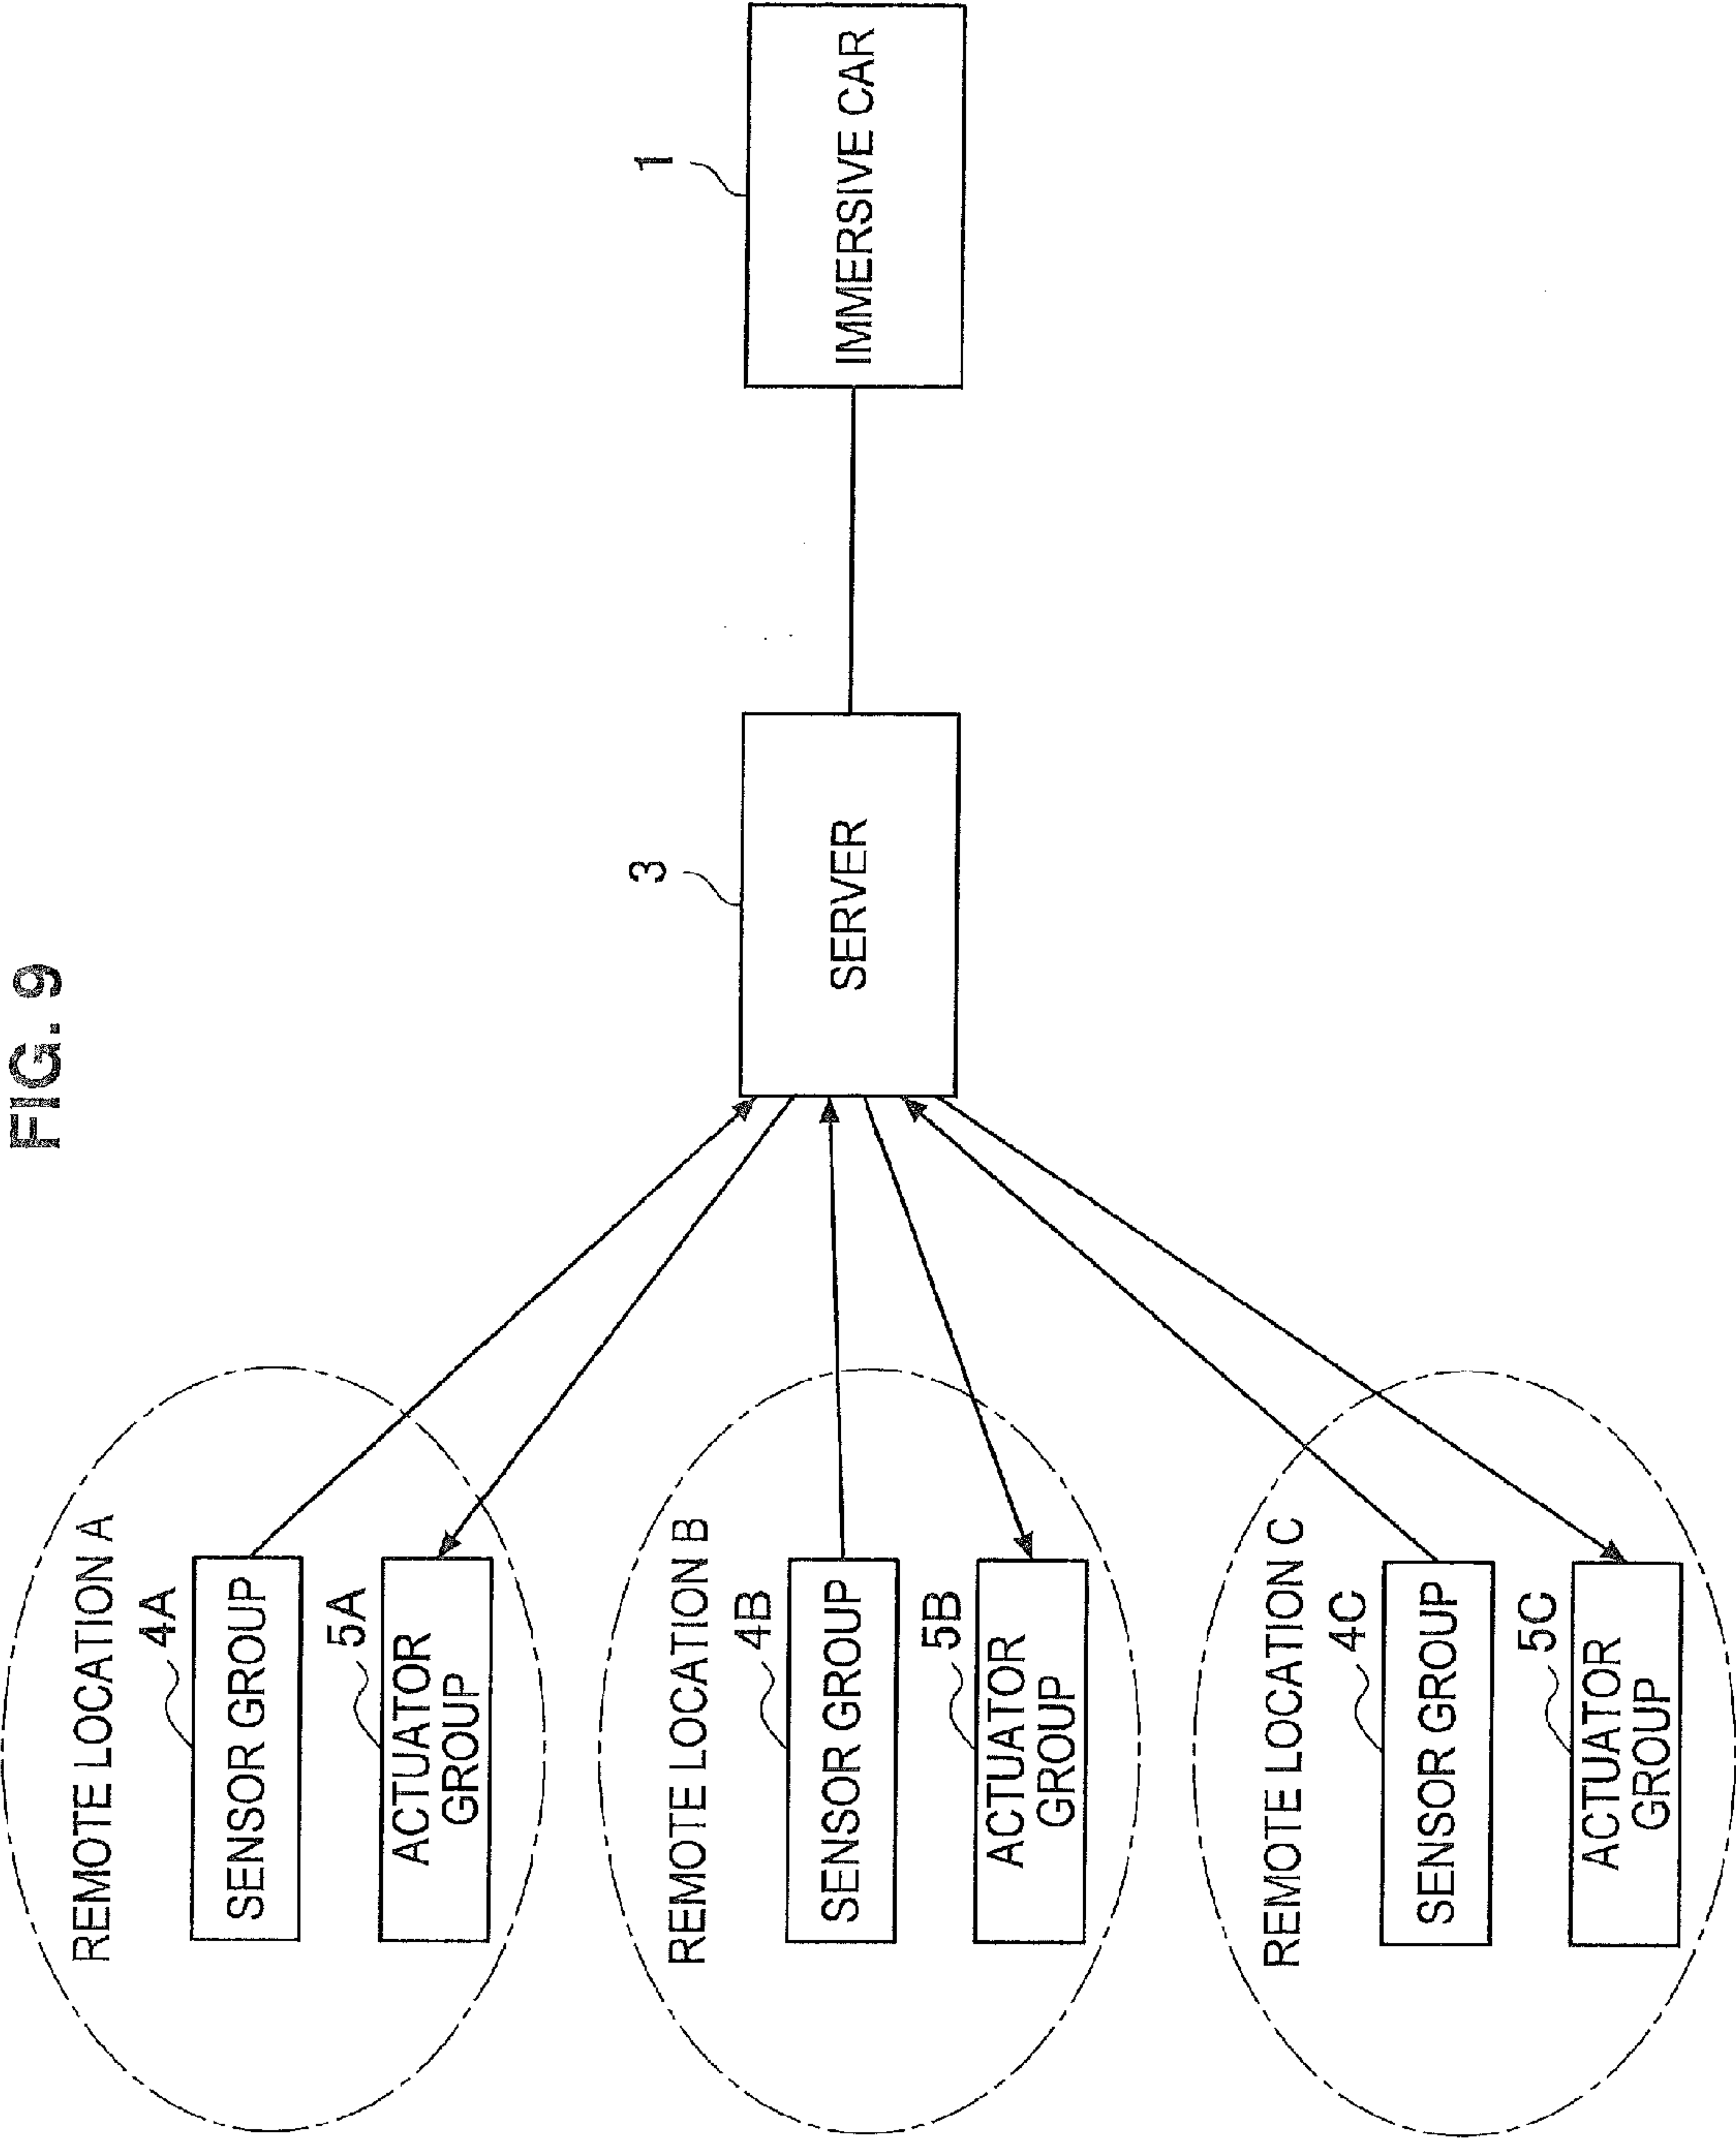 FIG. 9
REMOTE LOCATION A
4A
SENSOR GROUP
5A
ACTUATOR
GROUP
REMOTE LOCATION B
4B
SENSOR GROUP
5B
ACTUATOR
GROUP
REMOTE LOCATION C
4C
SENSOR GROUP
5C
ACTUATOR
GROUP
3
SERVER
1
IMMERSIVE CAR